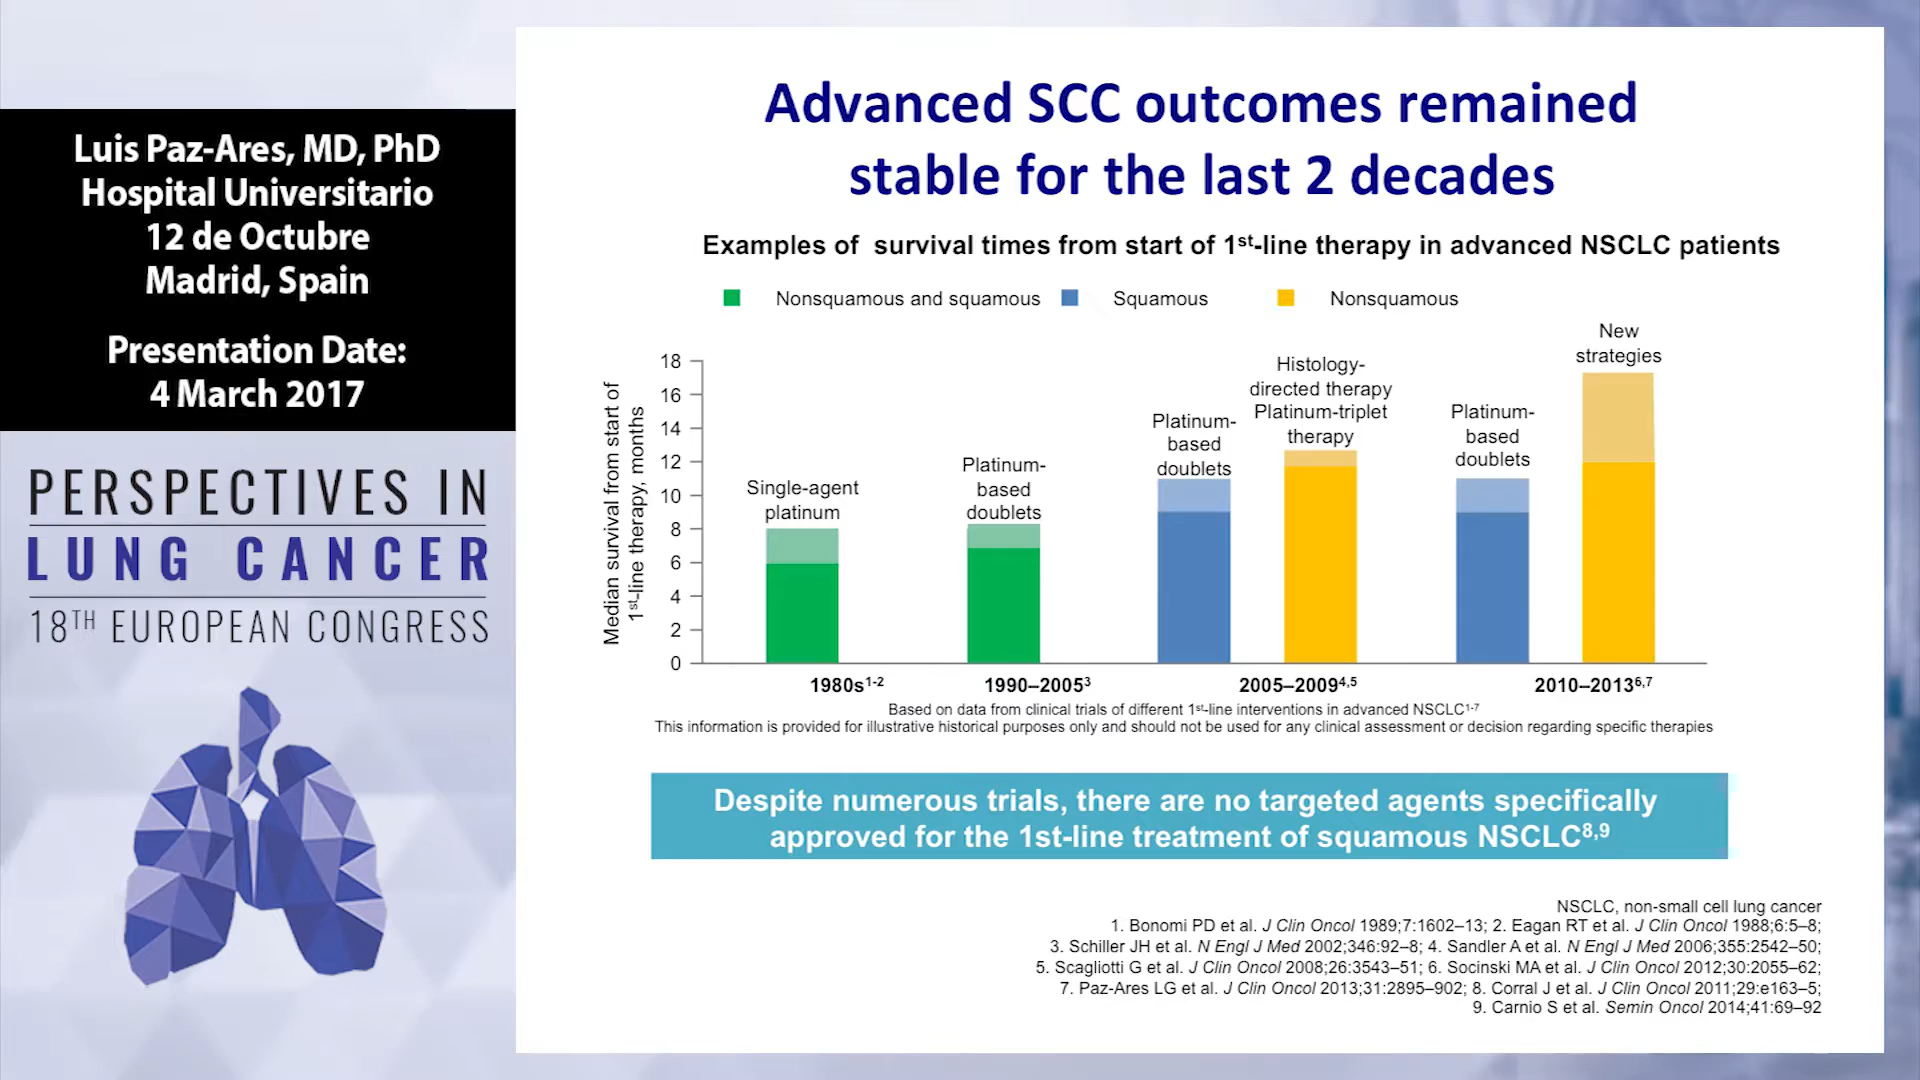 Luis Paz-Ares, MD, PhD
Hospital Universitario
12 de Octubre
Madrid, Spain
Presentation Date:
4 March 2017
PERSPECTIVES IN
LUNG CANCER
18TH EUROPEAN CONGRESS
Advanced SCC outcomes remained
stable for the last 2 decades
Examples of survival times from start of 1st-line therapy in advanced NSCLC patients
Nonsquamous and squamous
Squamous
Nonsquamous
Median survival from start of
1st-line therapy, months
18
16
14
12
10
8
6
4
2
0
Single-agent
platinum
Platinum-
based
doublets
Platinum-
based
doublets
Histology-
directed therapy
Platinum-triplet
therapy
Platinum-
based
doublets
New
strategies
1980s1-2
1990–20053
2005–20094,5
2010–20136,7
Based on data from clinical trials of different 1st-line interventions in advanced NSCLC1-7
This information is provided for illustrative historical purposes only and should not be used for any clinical assessment or decision regarding specific therapies
Despite numerous trials, there are no targeted agents specifically
approved for the 1st-line treatment of squamous NSCLC8,9
NSCLC, non-small cell lung cancer
1. Bonomi PD et al. J Clin Oncol 1989;7:1602–13; 2. Eagan RT et al. J Clin Oncol 1988;6:5–8;
3. Schiller JH et al. N Engl J Med 2002;346:92–8; 4. Sandler A et al. N Engl J Med 2006;355:2542–50;
5. Scagliotti G et al. J Clin Oncol 2008;26:3543–51; 6. Socinski MA et al. J Clin Oncol 2012;30:2055–62;
7. Paz-Ares LG et al. J Clin Oncol 2013;31:2895–902; 8. Corral J et al. J Clin Oncol 2011;29:e163–5;
9. Carnio S et al. Semin Oncol 2014;41:69–92